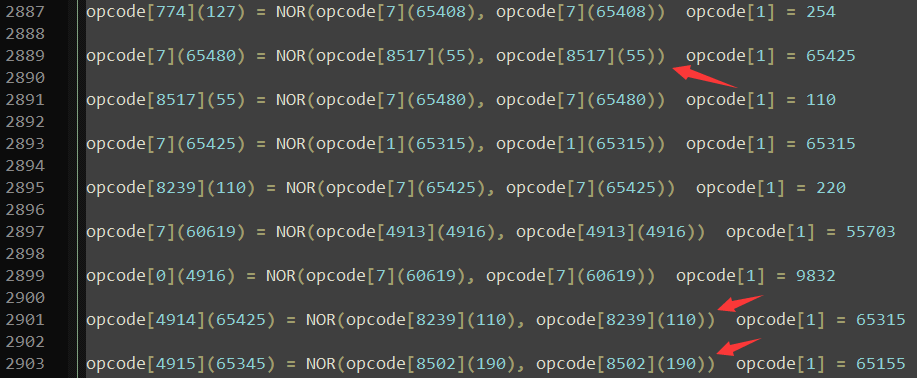 2887 opcode[774](127) = NOR(opcode[7](65408), opcode[7](65408))  opcode[1] = 254
2888
2889 opcode[7](65480) = NOR(opcode[8517](55), opcode[8517](55))  opcode[1] = 65425
2890
2891 opcode[8517](55) = NOR(opcode[7](65480), opcode[7](65480))  opcode[1] = 110
2892
2893 opcode[7](65425) = NOR(opcode[1](65315), opcode[1](65315))  opcode[1] = 65315
2894
2895 opcode[8239](110) = NOR(opcode[7](65425), opcode[7](65425))  opcode[1] = 220
2896
2897 opcode[7](60619) = NOR(opcode[4913](4916), opcode[4913](4916))  opcode[1] = 55703
2898
2899 opcode[0](4916) = NOR(opcode[7](60619), opcode[7](60619))  opcode[1] = 9832
2900
2901 opcode[4914](65425) = NOR(opcode[8239](110), opcode[8239](110))  opcode[1] = 65315
2902
2903 opcode[4915](65345) = NOR(opcode[8502](190), opcode[8502](190))  opcode[1] = 65155